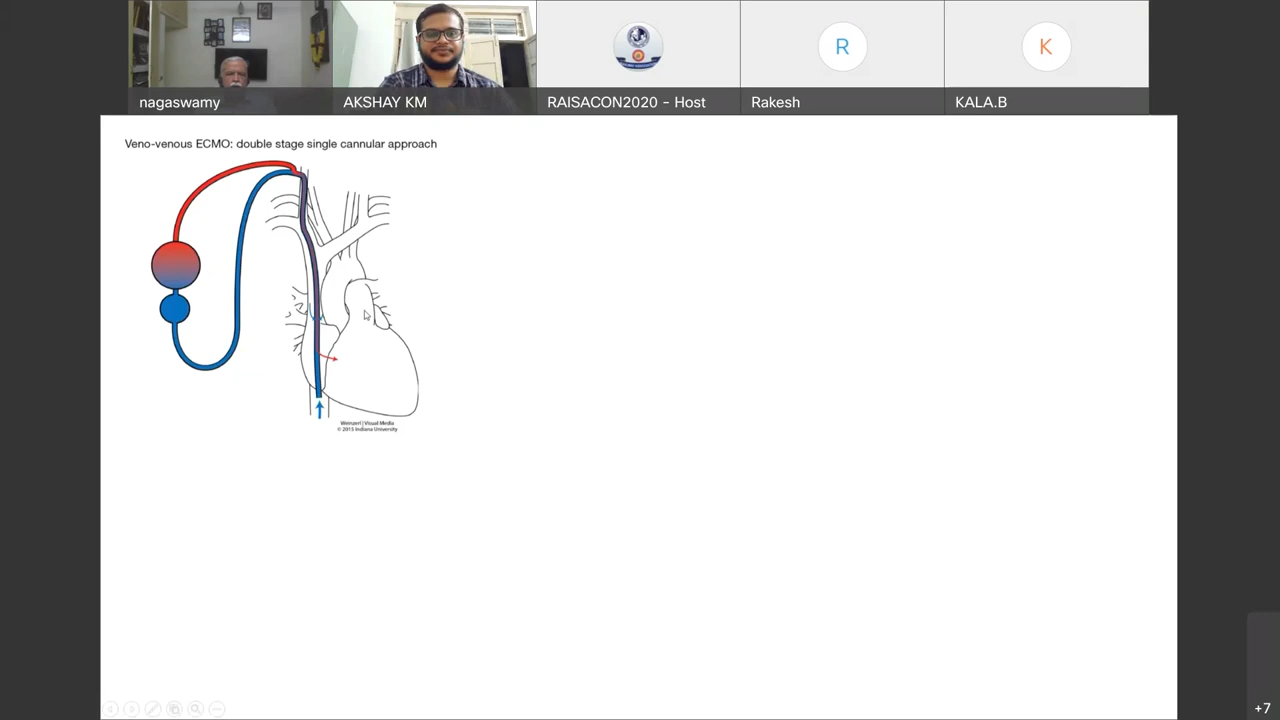 nagaswamy
AKSHAY KM
RAISACON2020 - Host
R
Rakesh
K
KALA.B
Veno-venous ECMO: double stage single cannular approach
Weinzerl | Visual Media
© 2015 Indiana University
+7